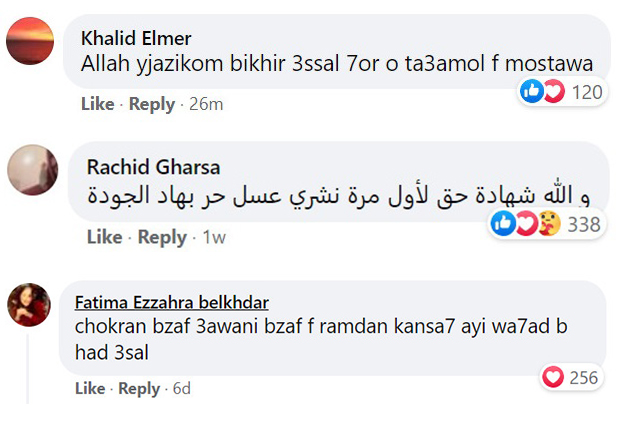 Khalid Elmer
Allah yjazikom bikhir 3ssal 7or o ta3amol f mostawa
Like · Reply · 26m
120
Rachid Gharsa
و الله شهادة حق لأول مرة نشري عسل حر بهاد الجودة
Like · Reply · 1w
338
Fatima Ezzahra belkhdar
chokran bzaf 3awani bzaf f ramdan kansa7 ayi wa7ad b
had 3sal
Like · Reply · 6d
256